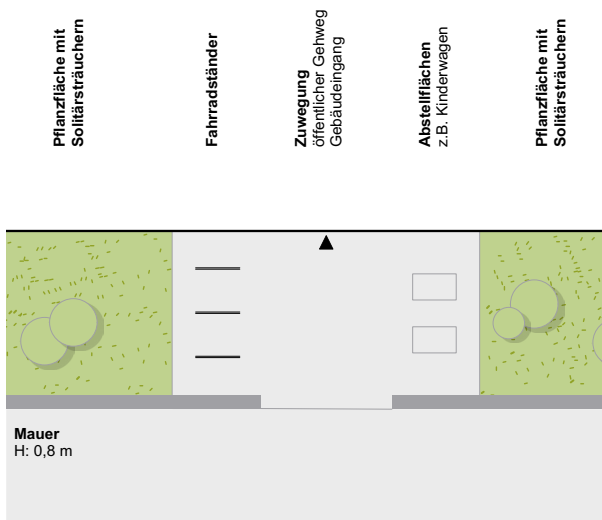 Pflanzfläche mit
Solitärsträuchern
Fahrradständer
Zuwegung
öffentlicher Gehweg
Gebäudeeingang
Abstellflächen
z.B. Kinderwagen
Pflanzfläche mit
Solitärsträuchern
Mauer
H: 0,8 m